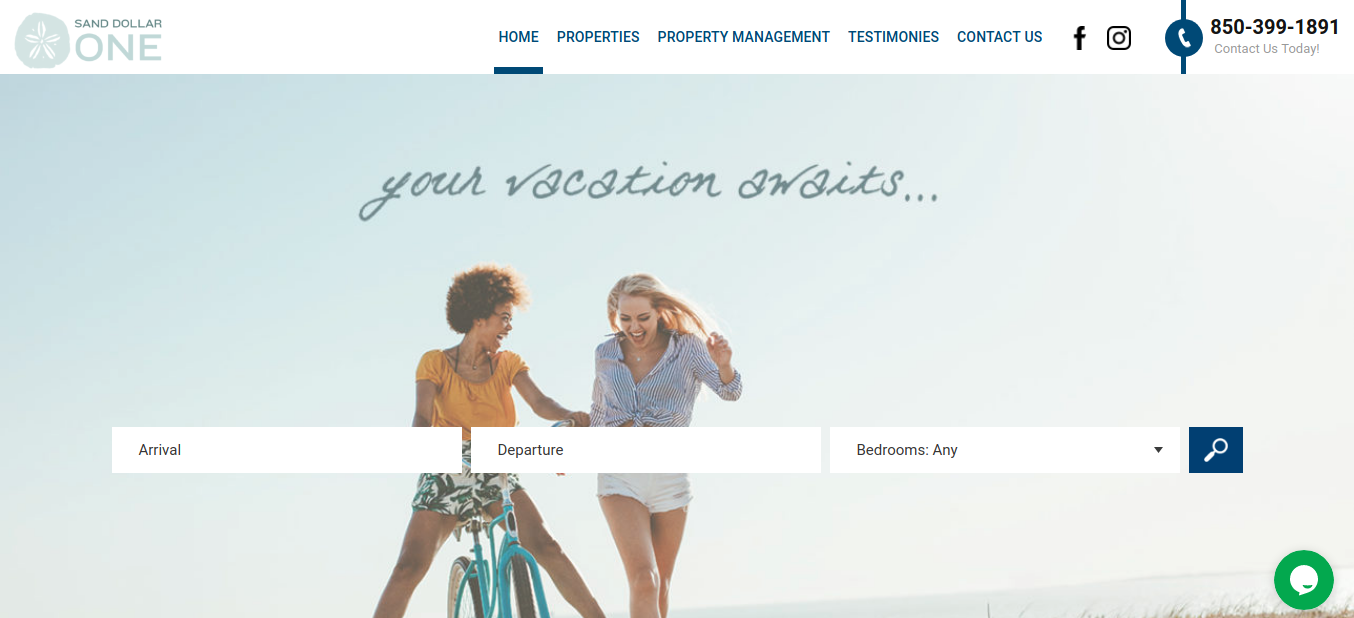 SAND DOLLAR
ONE
HOME PROPERTIES PROPERTY MANAGEMENT TESTIMONIES CONTACT US
850-399-1891
Contact Us Today!
your vacation awaits...
Arrival
Departure
Bedrooms: Any